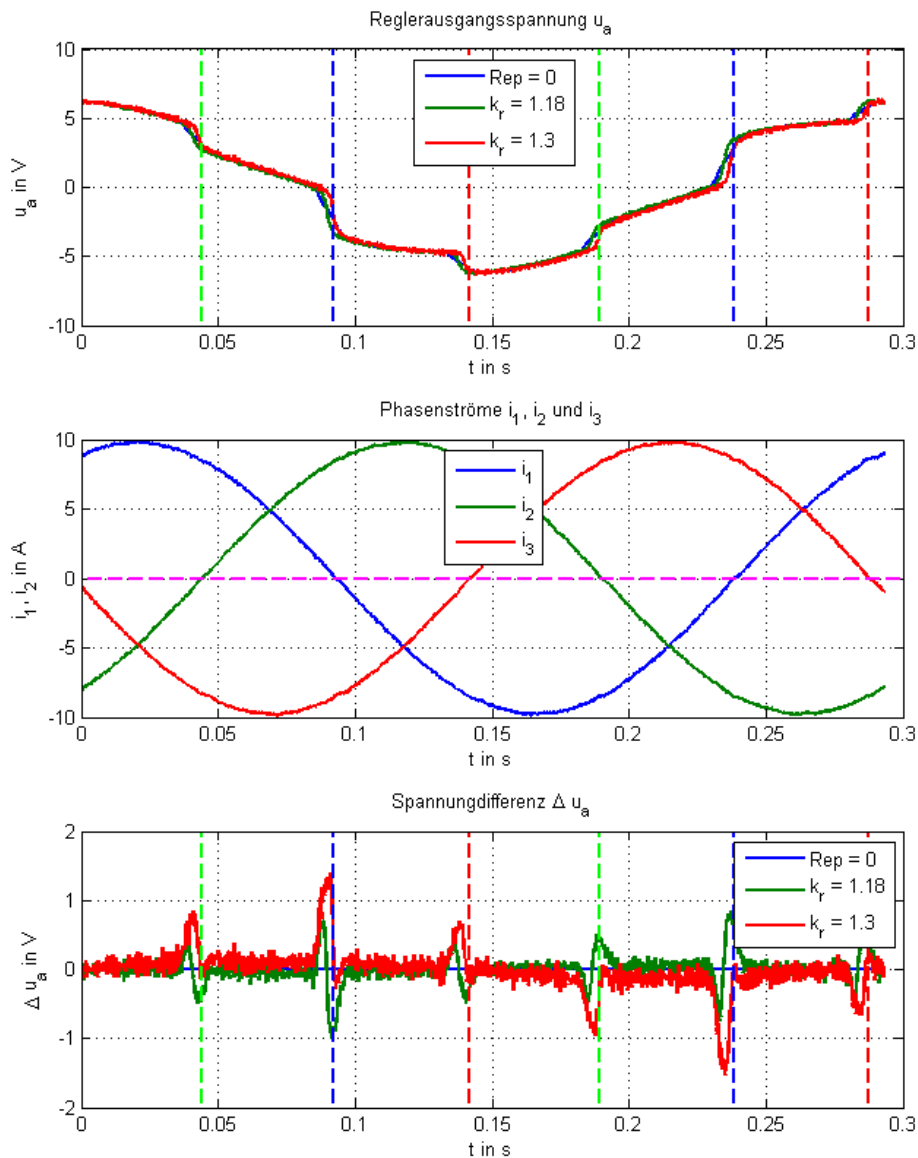 Reglerausgangsspannung u_a
10
5
0
-5
-10
u_a in V
Rep = 0
k_r = 1.18
k_r = 1.3
0 0.05 0.1 0.15 0.2 0.25 0.3
t in s
Phasenströme i_1, i_2 und i_3
10
5
0
-5
-10
i_1, i_2 in A
i_1
i_2
i_3
0 0.05 0.1 0.15 0.2 0.25 0.3
t in s
Spannungdifferenz Δ u_a
2
1
0
-1
-2
Δ u_a in V
Rep = 0
k_r = 1.18
k_r = 1.3
0 0.05 0.1 0.15 0.2 0.25 0.3
t in s